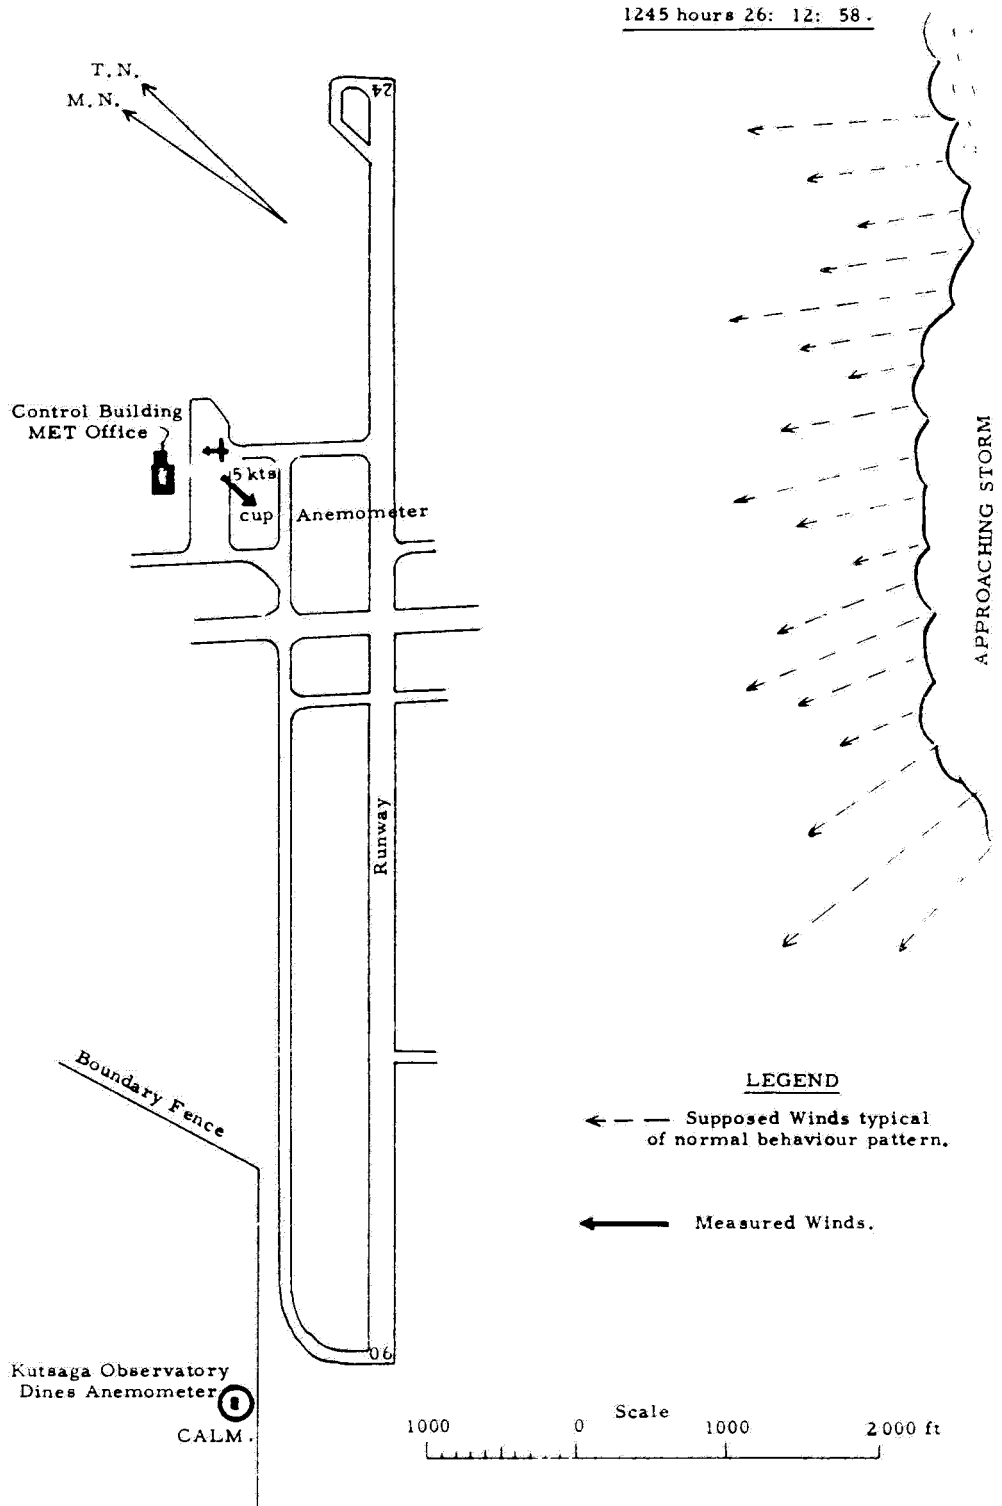 1245 hours 26: 12: 58.
T.N.
M.N.
24
Control Building
MET Office
5 kts
cup Anemometer
APPROACHING STORM
Runway
Boundary Fence
LEGEND
Supposed Winds typical
of normal behaviour pattern.
Measured Winds.
06
Kutsaga Observatory
Dines Anemometer
CALM.
Scale
1000 0 1000 2000 ft